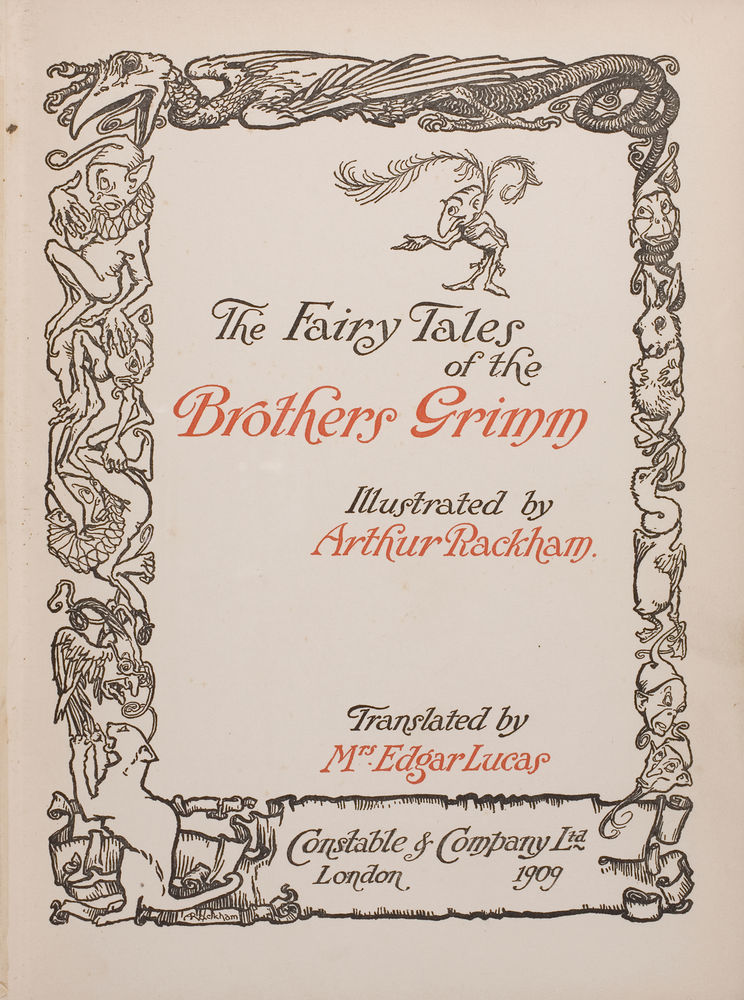 The Fairy Tales
of the
Brothers Grimm
Illustrated by
Arthur Rackham.
Translated by
Mrs. Edgar Lucas
Constable & Company Ltd
London 1909
ARackham